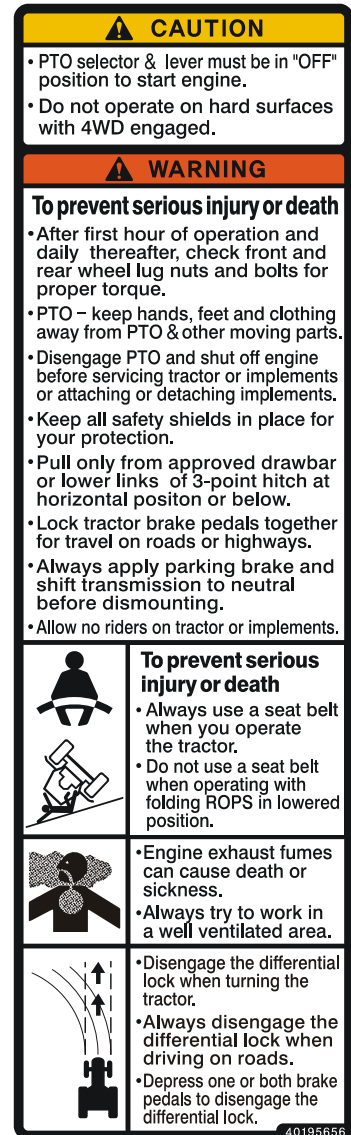 CAUTION
• PTO selector & lever must be in "OFF"
position to start engine.
• Do not operate on hard surfaces
with 4WD engaged.
WARNING
To prevent serious injury or death
•After first hour of operation and
daily thereafter, check front and
rear wheel lug nuts and bolts for
proper torque.
•PTO – keep hands, feet and clothing
away from PTO & other moving parts.
•Disengage PTO and shut off engine
before servicing tractor or implements
or attaching or detaching implements.
•Keep all safety shields in place for
your protection.
•Pull only from approved drawbar
or lower links of 3-point hitch at
horizontal positon or below.
•Lock tractor brake pedals together
for travel on roads or highways.
•Always apply parking brake and
shift transmission to neutral
before dismounting.
•Allow no riders on tractor or implements.
To prevent serious
injury or death
• Always use a seat belt
when you operate
the tractor.
• Do not use a seat belt
when operating with
folding ROPS in lowered
position.
•Engine exhaust fumes
can cause death or
sickness.
•Always try to work in
a well ventilated area.
•Disengage the differential
lock when turning the
tractor.
•Always disengage the
differential lock when
driving on roads.
•Depress one or both brake
pedals to disengage the
differential lock.
40195656